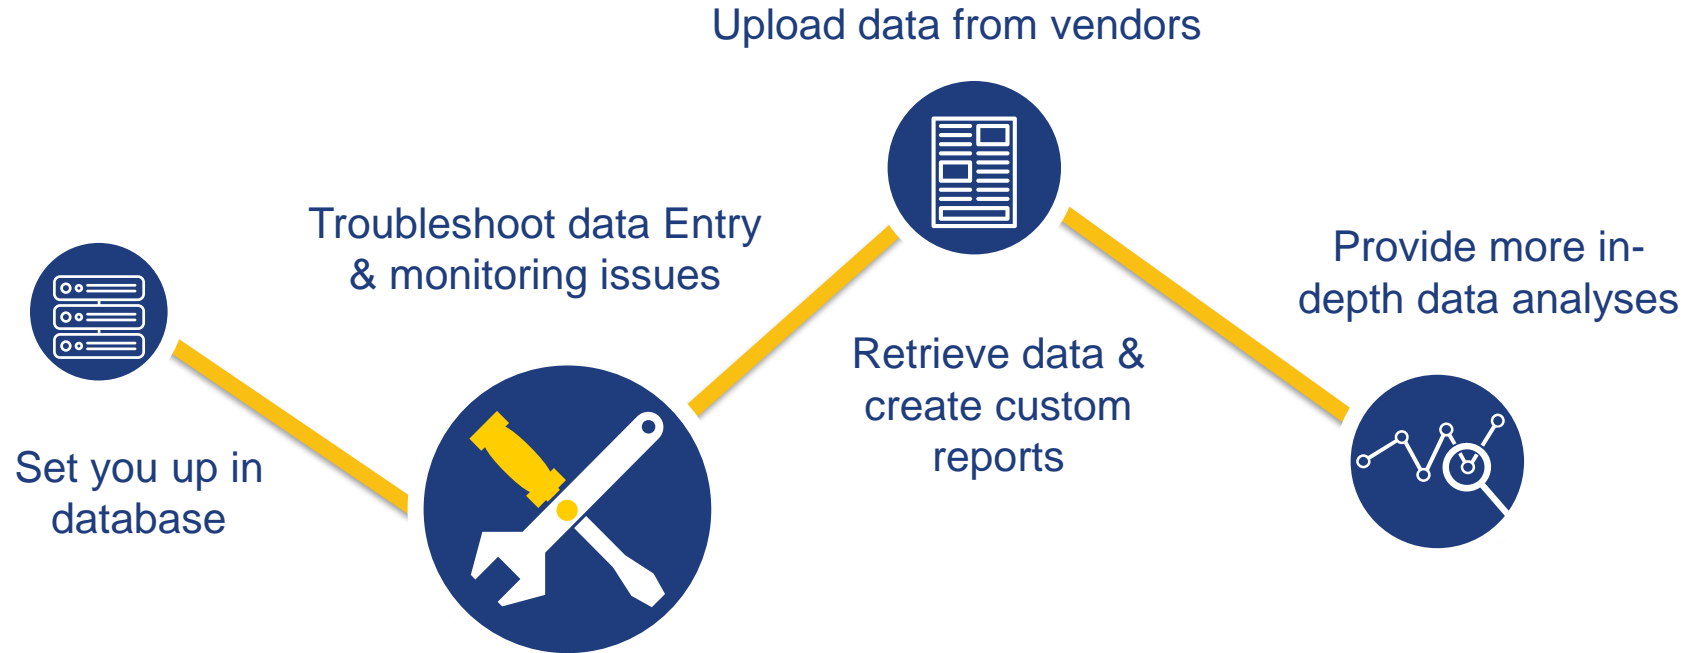 Upload data from vendors
Troubleshoot data Entry
& monitoring issues
Provide more in-
depth data analyses
Retrieve data &
create custom
reports
Set you up in
database